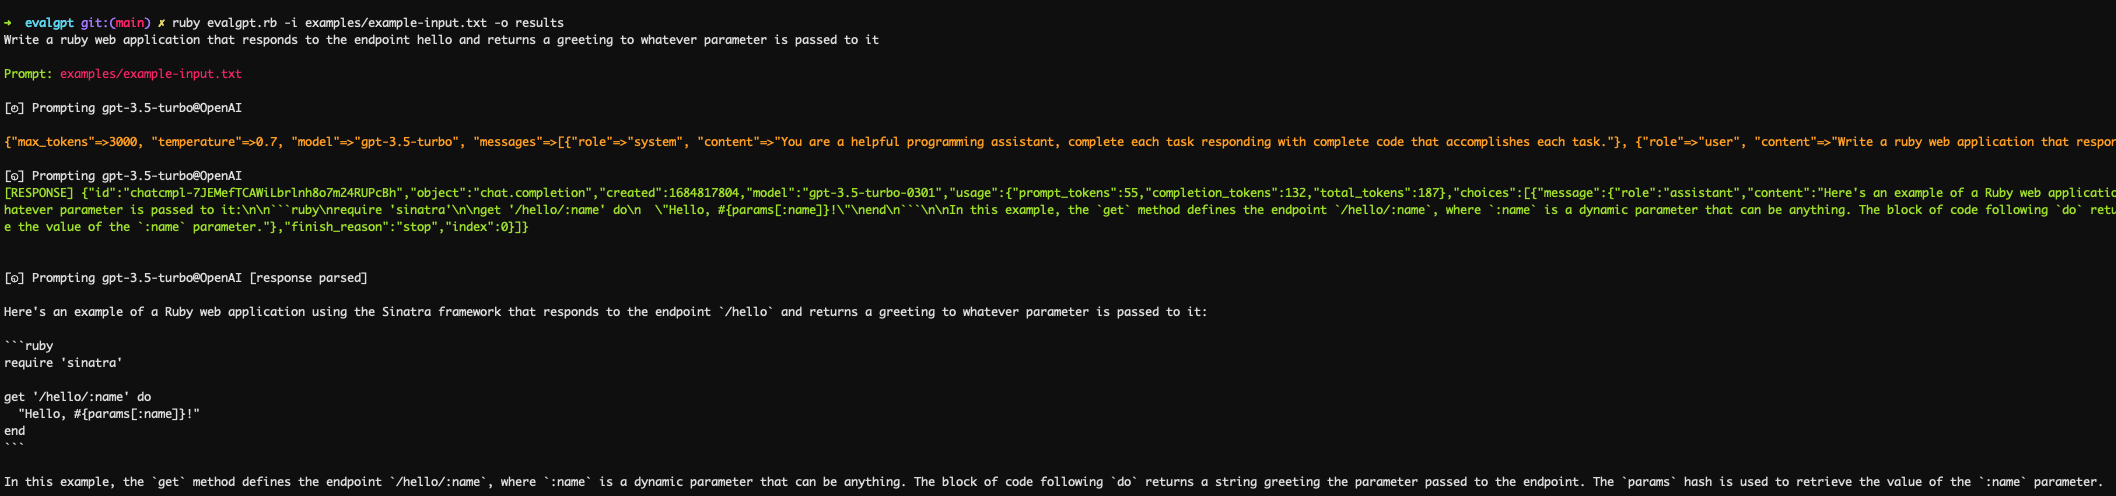 ➜ evalgpt git:(main) ✗ ruby evalgpt.rb -i examples/example-input.txt -o results
Write a ruby web application that responds to the endpoint hello and returns a greeting to whatever parameter is passed to it
Prompt: examples/example-input.txt
[◴] Prompting gpt-3.5-turbo@OpenAI
{"max_tokens"=>3000, "temperature"=>0.7, "model"=>"gpt-3.5-turbo", "messages"=>[{"role"=>"system", "content"=>"You are a helpful programming assistant, complete each task responding with complete code that accomplishes each task."}, {"role"=>"user", "content"=>"Write a ruby web application that respon
[◶] Prompting gpt-3.5-turbo@OpenAI
[RESPONSE] {"id":"chatcmpl-7JEMefTCAWiLbrlnh8o7m24RUPcBh","object":"chat.completion","created":1684817804,"model":"gpt-3.5-turbo-0301","usage":{"prompt_tokens":55,"completion_tokens":132,"total_tokens":187},"choices":[{"message":{"role":"assistant","content":"Here's an example of a Ruby web applicatio
hatever parameter is passed to it:\n\n```ruby\nrequire 'sinatra'\n\nget '/hello/:name' do\n  \"Hello, #{params[:name]}!\"\nend\n```\n\nIn this example, the `get` method defines the endpoint `/hello/:name`, where `:name` is a dynamic parameter that can be anything. The block of code following `do` retu
e the value of the `:name` parameter."},"finish_reason":"stop","index":0}]}
[◶] Prompting gpt-3.5-turbo@OpenAI [response parsed]
Here's an example of a Ruby web application using the Sinatra framework that responds to the endpoint `/hello` and returns a greeting to whatever parameter is passed to it:
```ruby
require 'sinatra'
get '/hello/:name' do
  "Hello, #{params[:name]}!"
end
```
In this example, the `get` method defines the endpoint `/hello/:name`, where `:name` is a dynamic parameter that can be anything. The block of code following `do` returns a string greeting the parameter passed to the endpoint. The `params` hash is used to retrieve the value of the `:name` parameter.